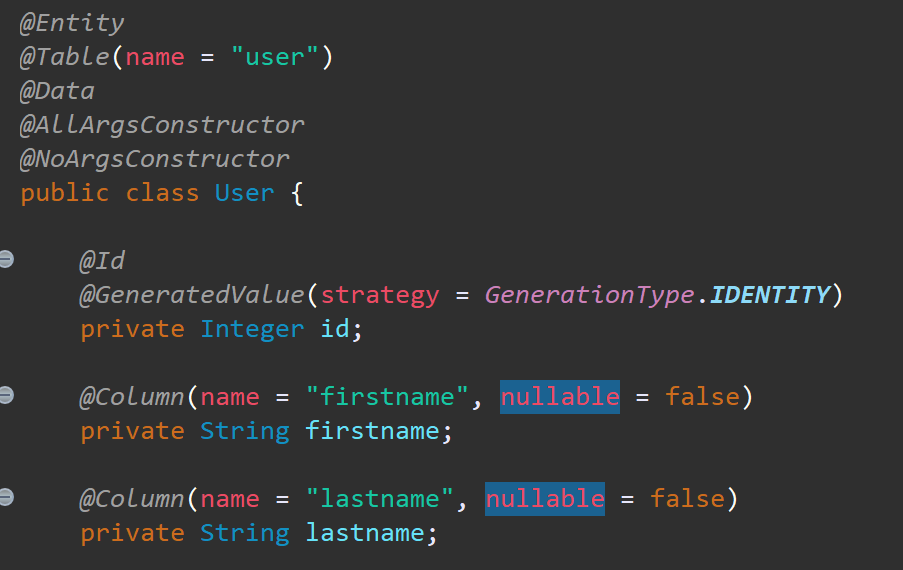 @Entity
@Table(name = "user")
@Data
@AllArgsConstructor
@NoArgsConstructor
public class User {
@Id
@GeneratedValue(strategy = GenerationType.IDENTITY)
private Integer id;
@Column(name = "firstname", nullable = false)
private String firstname;
@Column(name = "lastname", nullable = false)
private String lastname;